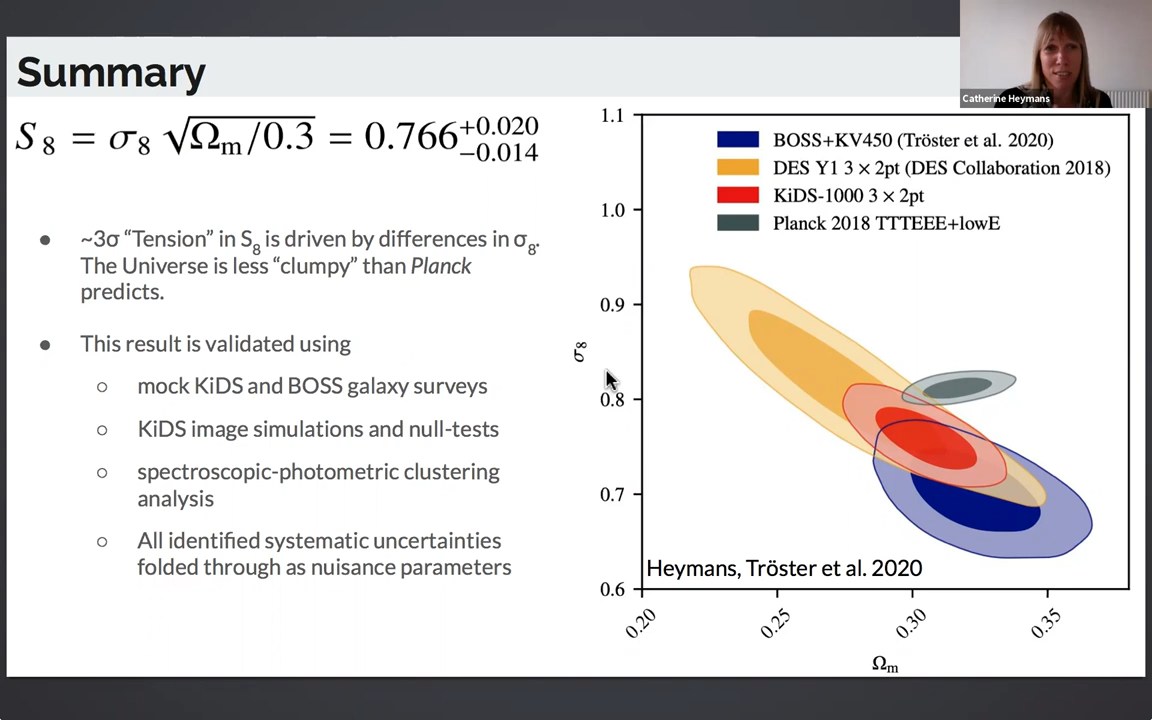 Summary
Catherine Heymans
S₈ = σ₈ √Ωₘ/0.3 = 0.766⁺⁰·⁰²⁰₋₀.₀₁₄
● ~3σ “Tension” in S₈ is driven by differences in σ₈.
The Universe is less “clumpy” than Planck
predicts.
● This result is validated using
○ mock KiDS and BOSS galaxy surveys
○ KiDS image simulations and null-tests
○ spectroscopic-photometric clustering
analysis
○ All identified systematic uncertainties
folded through as nuisance parameters
BOSS+KV450 (Tröster et al. 2020)
DES Y1 3 × 2pt (DES Collaboration 2018)
KiDS-1000 3 × 2pt
Planck 2018 TTTEEE+lowE
1.1
1.0
0.9
0.8
0.7
0.6
σ₈
Heymans, Tröster et al. 2020
0.20
0.25
0.30
0.35
Ωₘ